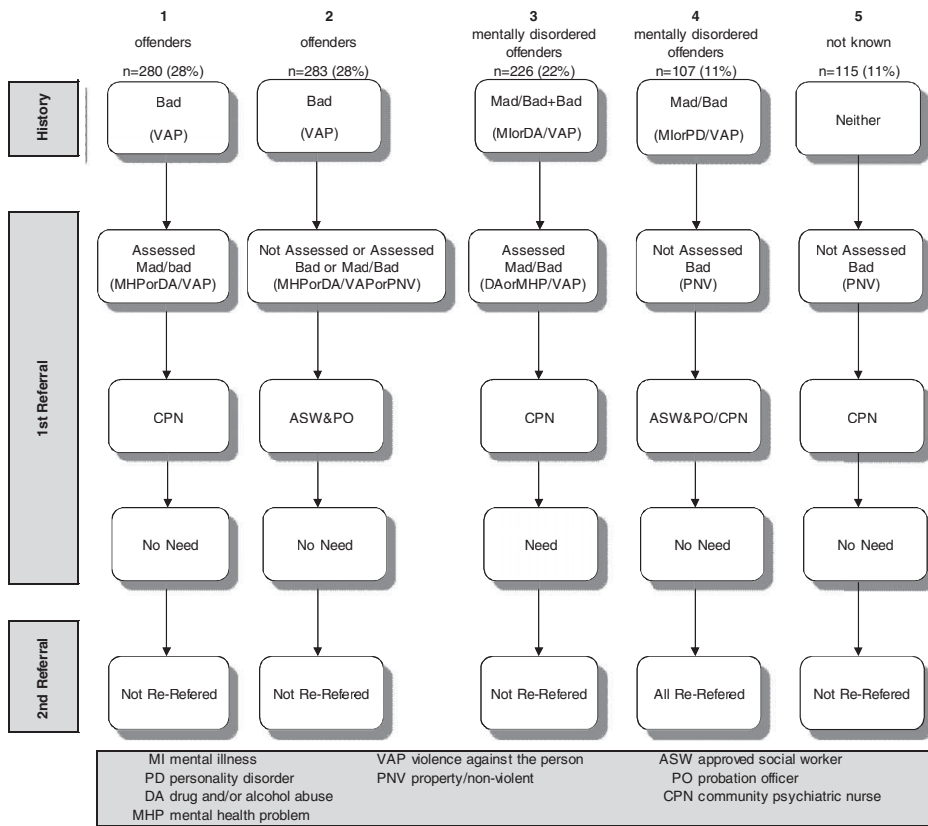 1
2
3
4
5
offenders
offenders
mentally disordered
offenders
mentally disordered
offenders
not known
n=280 (28%)
n=283 (28%)
n=226 (22%)
n=107 (11%)
n=115 (11%)
History
Bad
(VAP)
Bad
(VAP)
Mad/Bad+Bad
(MIorDA/VAP)
Mad/Bad
(MIorPD/VAP)
Neither
1st Referral
Assessed
Mad/bad
(MHPorDA/VAP)
Not Assessed or Assessed
Bad or Mad/Bad
(MHPorDA/VAPorPNV)
Assessed
Mad/Bad
(DAorMHP/VAP)
Not Assessed
Bad
(PNV)
Not Assessed
Bad
(PNV)
CPN
ASW&PO
CPN
ASW&PO/CPN
CPN
No Need
No Need
Need
No Need
No Need
2nd Referral
Not Re-Refered
Not Re-Refered
Not Re-Refered
All Re-Refered
Not Re-Refered
MI mental illness
PD personality disorder
DA drug and/or alcohol abuse
MHP mental health problem
VAP violence against the person
PNV property/non-violent
ASW approved social worker
PO probation officer
CPN community psychiatric nurse